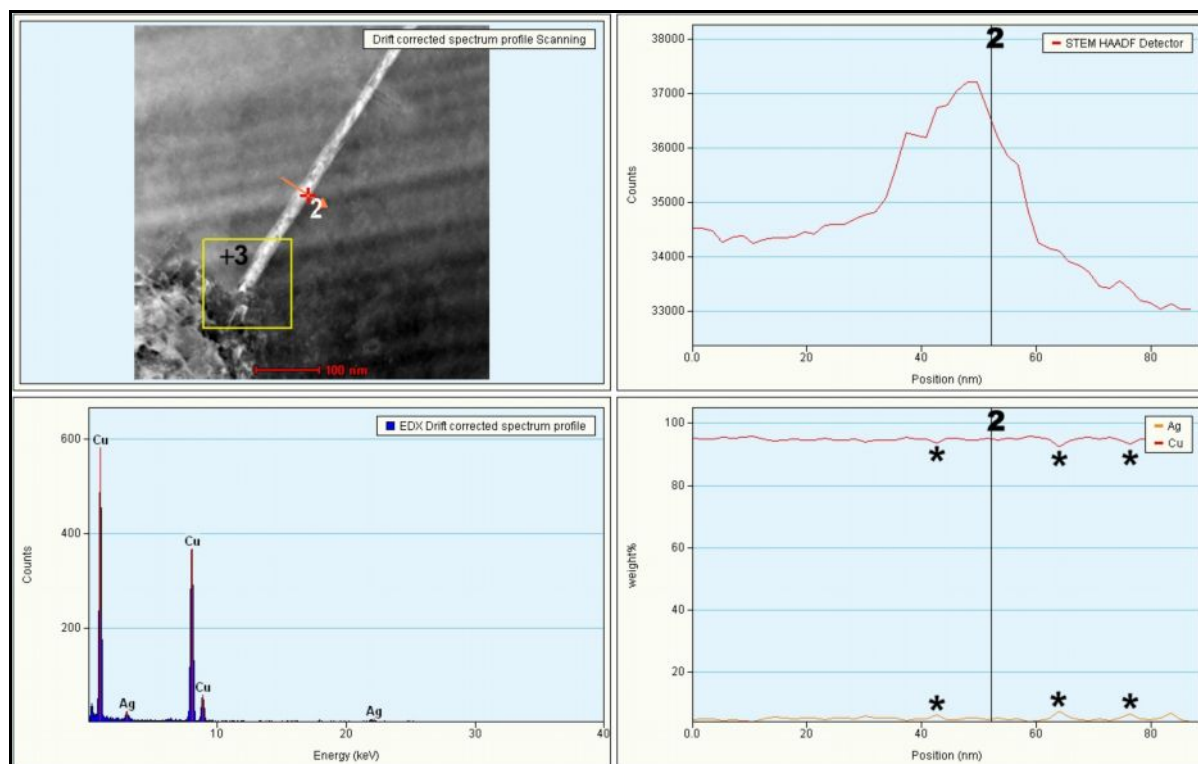 Drift corrected spectrum profile Scanning
2
+3
100 nm
2
STEM HAADF Detector
38000
37000
36000
35000
34000
33000
Counts
0.0
20
40
60
80
Position (nm)
EDX Drift corrected spectrum profile
Cu
Cu
Cu
Ag
Ag
600
400
200
Counts
10
20
30
40
Energy (keV)
2
Ag
Cu
* * *
* * *
100
80
60
40
20
weight%
0.0
20
40
60
80
Position (nm)